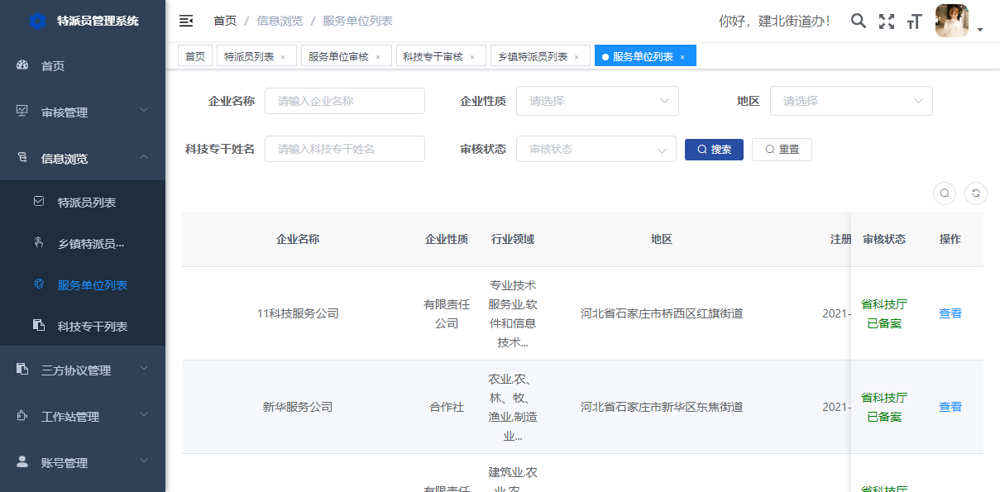 特派员管理系统
首页
审核管理
信息浏览
特派员列表
乡镇特派员...
服务单位列表
科技专干列表
三方协议管理
工作站管理
账号管理
首页 / 信息浏览 / 服务单位列表
你好，建北街道办!
首页 特派员列表 × 服务单位审核 × 科技专干审核 × 乡镇特派员列表 × 服务单位列表 ×
企业名称 请输入企业名称 企业性质 请选择 地区 请选择
科技专干姓名 请输入科技专干姓名 审核状态 审核状态 搜索 重置
企业名称 企业性质 行业领域 地区 注册 审核状态 操作
11科技服务公司
有限责任
公司
专业技术
服务业,软
件和信息
技术...
河北省石家庄市桥西区红旗街道
2021-
省科技厅
已备案
查看
新华服务公司
合作社
农业,农、
林、牧、
渔业,制造
业...
河北省石家庄市新华区东焦街道
2021-
省科技厅
已备案
查看
有限责任
建筑业,农
业,农
省科技厅